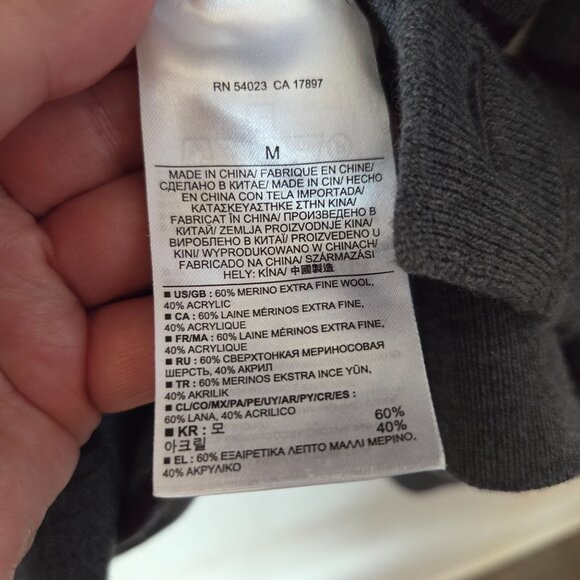 RN 54023 CA 17897
M
MADE IN CHINA/ FABRIQUE EN CHINE/
СДЕЛАНО В КИТАЕ/ MADE IN CIN/ HECHO
EN CHINA CON TELA IMPORTADA/
ΚΑΤΑΣΚΕΥΑΣΤΗΚΕ ΣΤΗΝ ΚΙΝΑ/
FABRICAT ÎN CHINA/ ПРОИЗВЕДЕНО В
КИТАЙ/ ZEMLJA PROIZVODNJE KINA/
ВИРОБЛЕНО В КИТАЇ/ PROIZVEDENO U
KINI/ WYPRODUKOWANO W CHINACH/
FABRICADO NA CHINA/ SZÁRMAZÁSI
HELY: KÍNA/ 中國製造
■ US/GB : 60% MERINO EXTRA FINE WOOL,
40% ACRYLIC
■ CA : 60% LAINE MÉRINOS EXTRA FINE,
40% ACRYLIQUE
■ FR/MA : 60% LAINE MÉRINOS EXTRA FINE,
40% ACRYLIQUE
■ RU : 60% СВЕРХТОНКАЯ МЕРИНОСОВАЯ
ШЕРСТЬ, 40% АКРИЛ
■ TR : 60% MERINOS EKSTRA INCE YÜN,
40% AKRILIK
■ CL/CO/MX/PA/PE/UY/AR/PY/CR/ES :
60% LANA, 40% ACRILICO
■ KR : 모 60%
아크릴 40%
■ EL : 60% ΕΞΑΙΡΕΤΙΚΑ ΛΕΠΤΟ ΜΑΛΛΙ ΜΕΡΙΝΟ,
40% ΑΚΡΥΛΙΚΟ